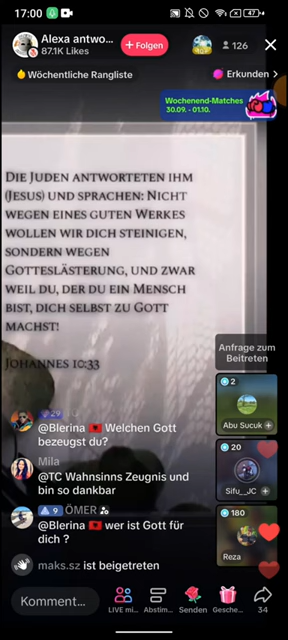 17:00
47
Alexa antwo...
87.1K Likes
+ Folgen
126
Wöchentliche Rangliste
Erkunden >
Wochenend-Matches
30.09. - 01.10.
Die Juden antworteten ihm
(Jesus) und sprachen: Nicht
wegen eines guten Werkes
wollen wir dich steinigen,
sondern wegen
Gotteslästerung, und zwar
weil du, der du ein Mensch
bist, dich selbst zu Gott
machst!
Johannes 10:33
Anfrage zum
Beitreten
2
Abu Sucuk
20
Sifu__JC
180
Reza
29
@Blerina 🇦🇱 Welchen Gott
bezeugst du?
Mila
@TC Wahnsinns Zeugnis und
bin so dankbar
9 ÖMER
@Blerina 🇦🇱 wer ist Gott für
dich ?
maks.sz ist beigetreten
Komment...
LIVE mi...
Abstim...
Senden
Gesche...
34